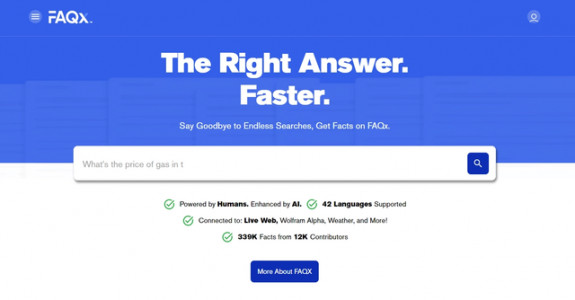 FAQx
The Right Answer.
Faster.
Say Goodbye to Endless Searches, Get Facts on FAQx.
What's the price of gas in t
Powered by Humans. Enhanced by AI. 42 Languages Supported
Connected to: Live Web, Wolfram Alpha, Weather, and More!
339K Facts from 12K Contributors
More About FAQX